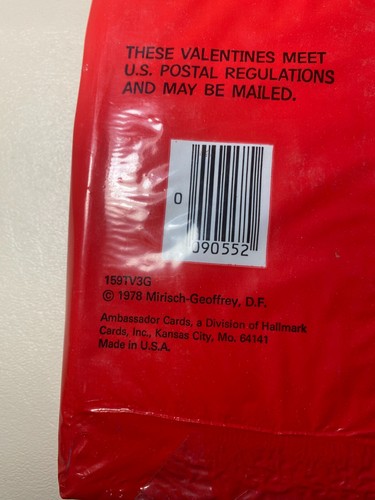 THESE VALENTINES MEET
U.S. POSTAL REGULATIONS
AND MAY BE MAILED.
0
090552
159TV3G
© 1978 Mirisch-Geoffrey, D.F.
Ambassador Cards, a Division of Hallmark
Cards, Inc., Kansas City, Mo. 64141
Made in U.S.A.